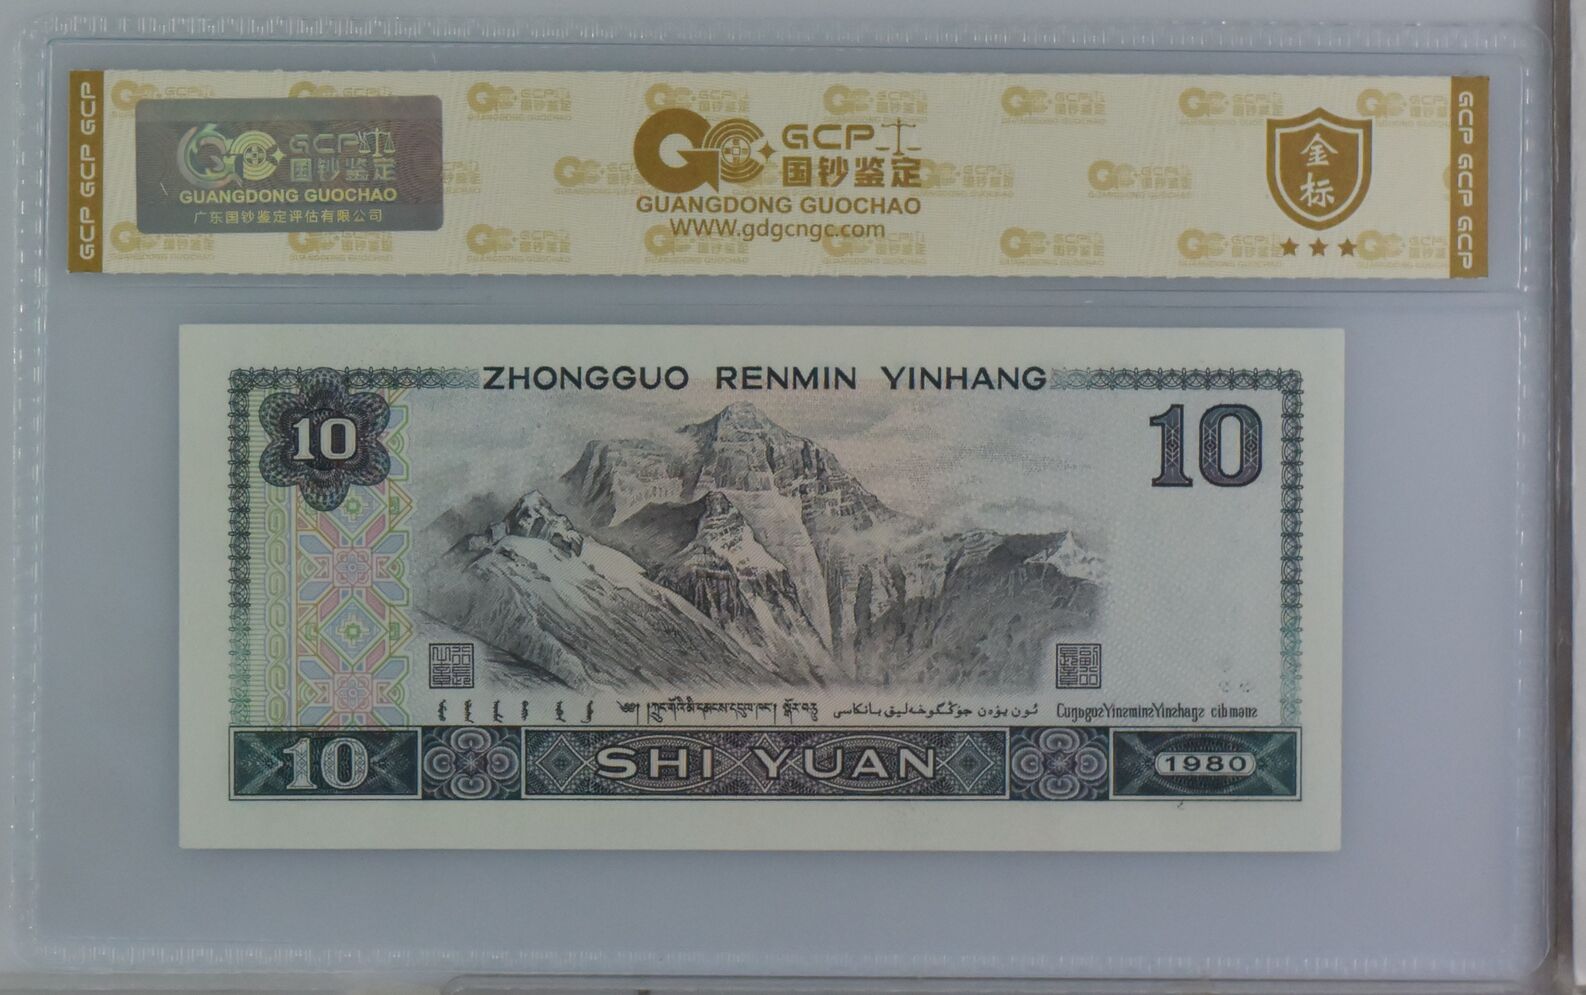 GCP GCP GCP
GCP
国钞鉴定
GUANGDONG GUOCHAO
广东国钞鉴定评估有限公司
GCP
国钞鉴定
GUANGDONG GUOCHAO
WWW.gdgcngc.com
金标
GCP GCP GCP
ZHONGGUO RENMIN YINHANG
10
10
10
SHI YUAN
1980